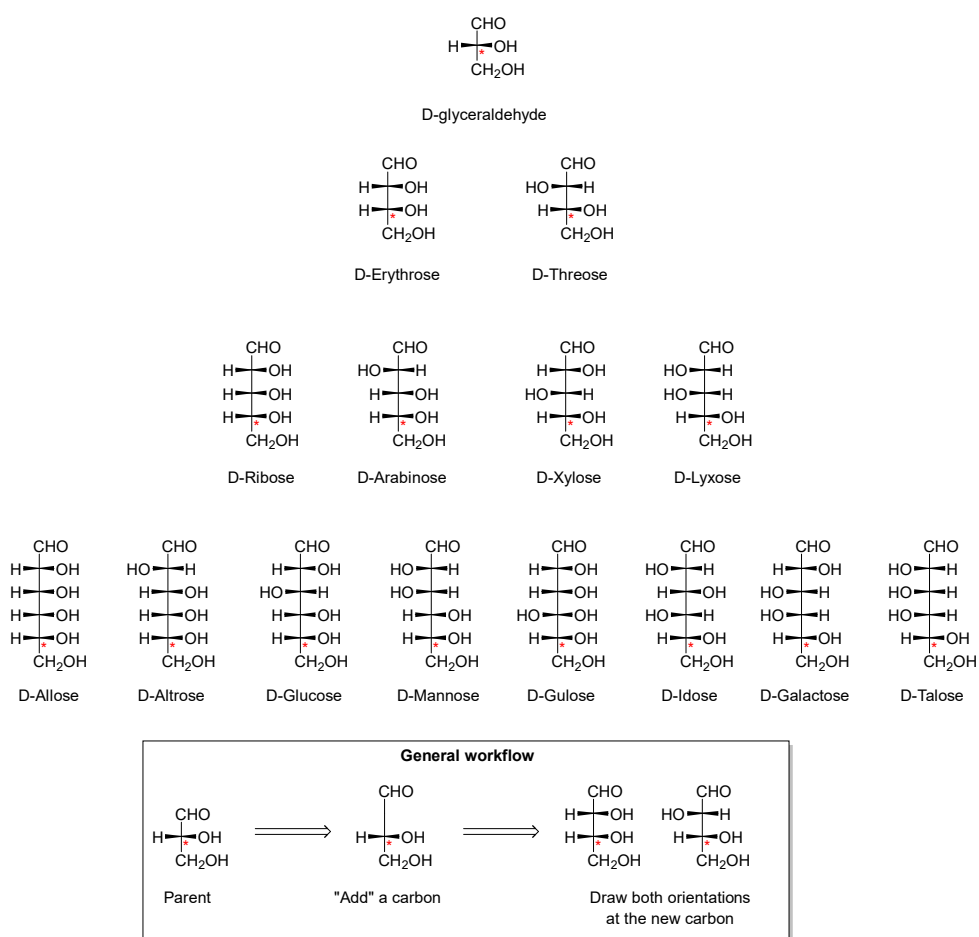 CHO
H OH
*
CH2OH
D-glyceraldehyde
CHO CHO
H OH HO H
H OH H OH
* *
CH2OH CH2OH
D-Erythrose D-Threose
CHO CHO CHO CHO
H OH HO H H OH HO H
H OH H OH HO H HO H
H OH H OH H OH H OH
* * * *
CH2OH CH2OH CH2OH CH2OH
D-Ribose D-Arabinose D-Xylose D-Lyxose
CHO CHO CHO CHO CHO CHO CHO CHO
H OH HO H H OH HO H H OH HO H H OH HO H
H OH H OH HO H HO H H OH H OH HO H HO H
H OH H OH H OH H OH HO OH HO H HO H HO H
H OH H OH H OH H OH H OH H OH H OH H OH
* * * * * * * *
CH2OH CH2OH CH2OH CH2OH CH2OH CH2OH CH2OH CH2OH
D-Allose D-Altrose D-Glucose D-Mannose D-Gulose D-Idose D-Galactose D-Talose
General workflow
CHO CHO CHO CHO
H OH HO H
H OH H OH H OH H OH
* * * *
CH2OH CH2OH CH2OH CH2OH
Parent "Add" a carbon Draw both orientations
at the new carbon